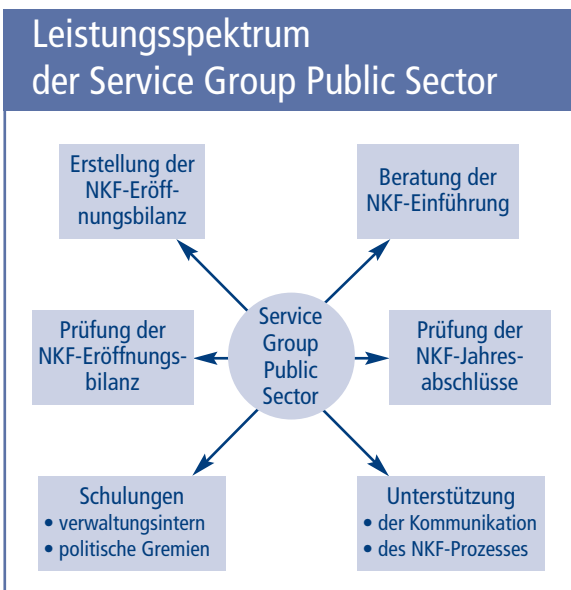 Leistungsspektrum
der Service Group Public Sector
Erstellung der
NKF-Eröff-
nungsbilanz
Beratung der
NKF-Einführung
Prüfung der
NKF-Eröffnungs-
bilanz
Service
Group
Public
Sector
Prüfung der
NKF-Jahres-
abschlüsse
Schulungen
• verwaltungsintern
• politische Gremien
Unterstützung
• der Kommunikation
• des NKF-Prozesses